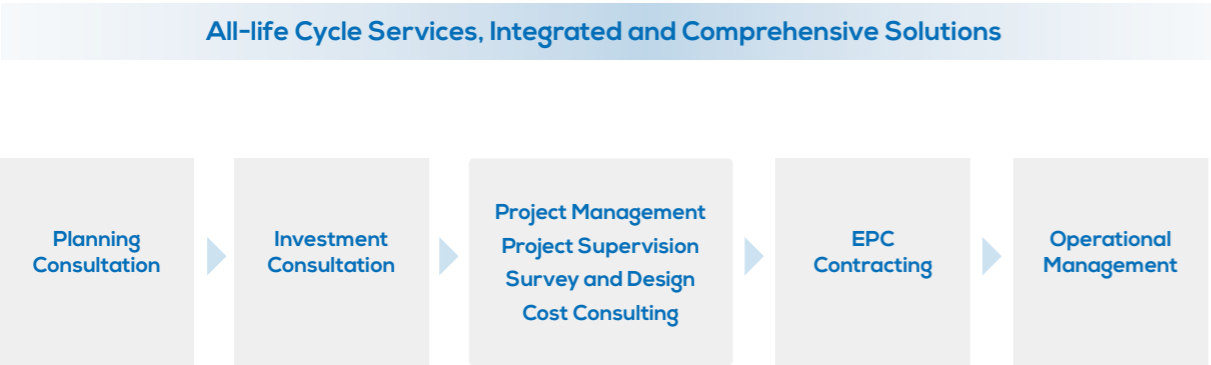 All-life Cycle Services, Integrated and Comprehensive Solutions
Planning
Consultation
Investment
Consultation
Project Management
Project Supervision
Survey and Design
Cost Consulting
EPC
Contracting
Operational
Management